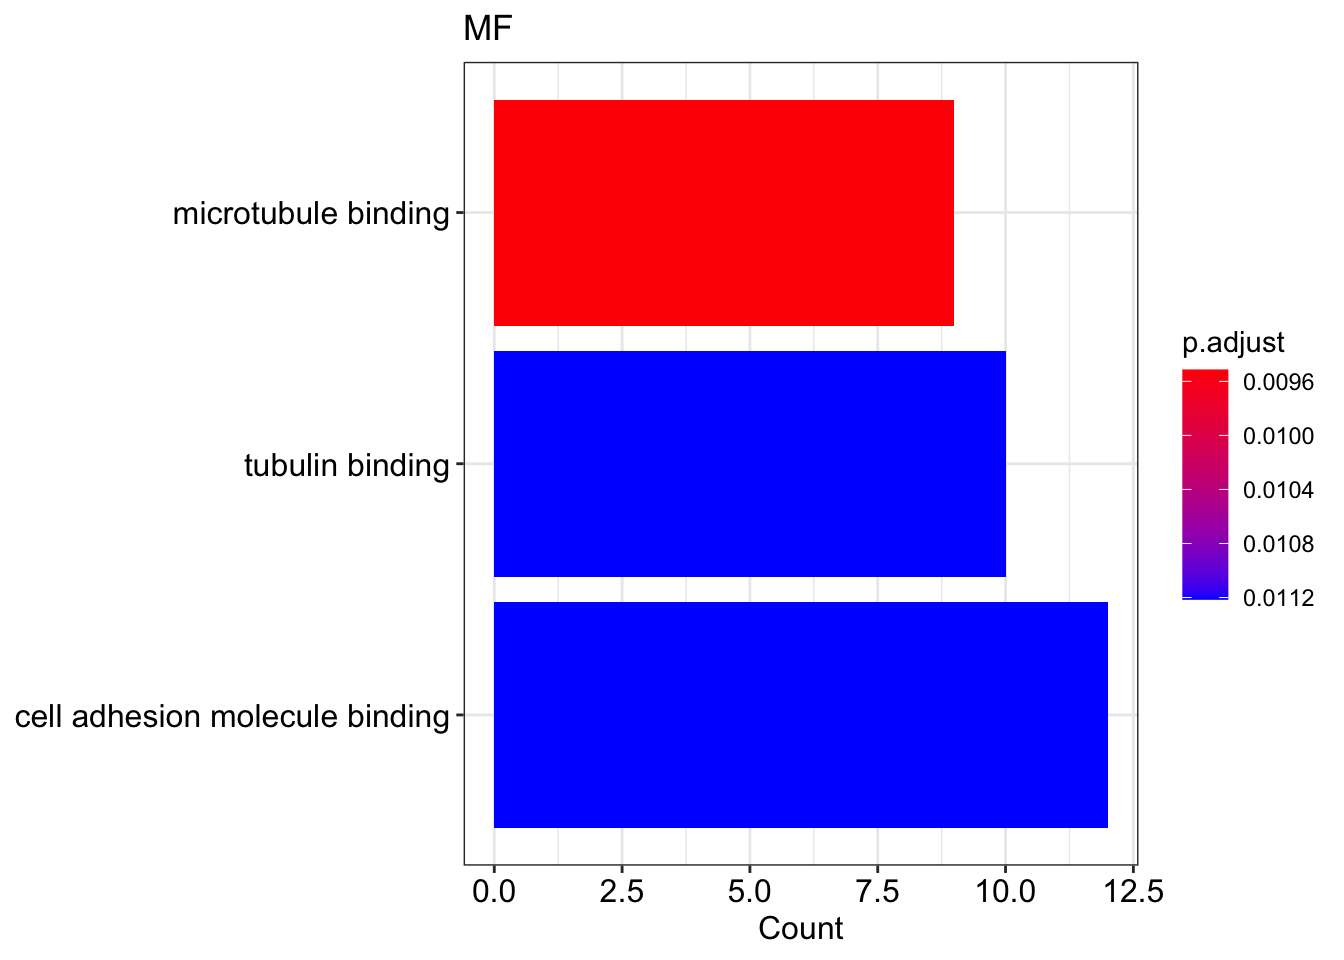 MF
microtubule binding
tubulin binding
cell adhesion molecule binding
0.0 2.5 5.0 7.5 10.0 12.5
Count
p.adjust
0.0096
0.0100
0.0104
0.0108
0.0112